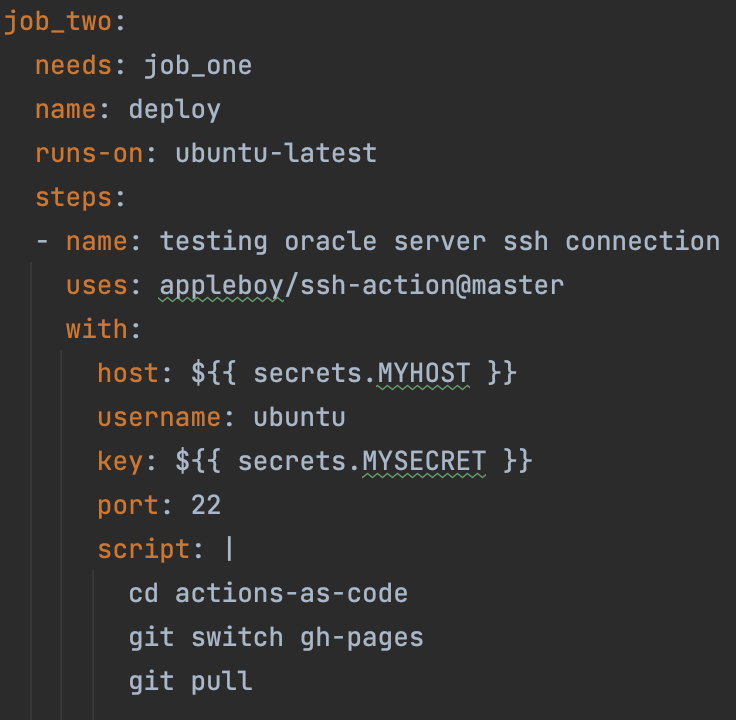 job_two:
needs: job_one
name: deploy
runs-on: ubuntu-latest
steps:
- name: testing oracle server ssh connection
uses: appleboy/ssh-action@master
with:
host: ${{ secrets.MYHOST }}
username: ubuntu
key: ${{ secrets.MYSECRET }}
port: 22
script: |
cd actions-as-code
git switch gh-pages
git pull